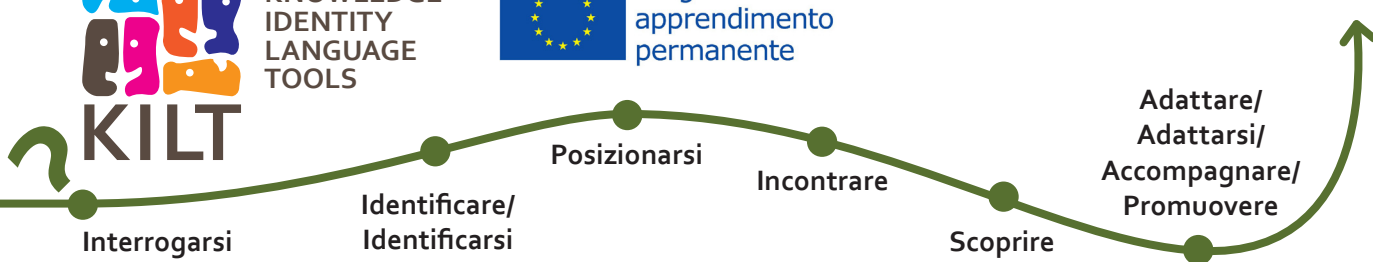 IDENTITY
LANGUAGE
TOOLS
KILT
apprendimento
permanente
Interrogarsi
Identificare/
Identificarsi
Posizionarsi
Incontrare
Scoprire
Adattare/
Adattarsi/
Accompagnare/
Promuovere